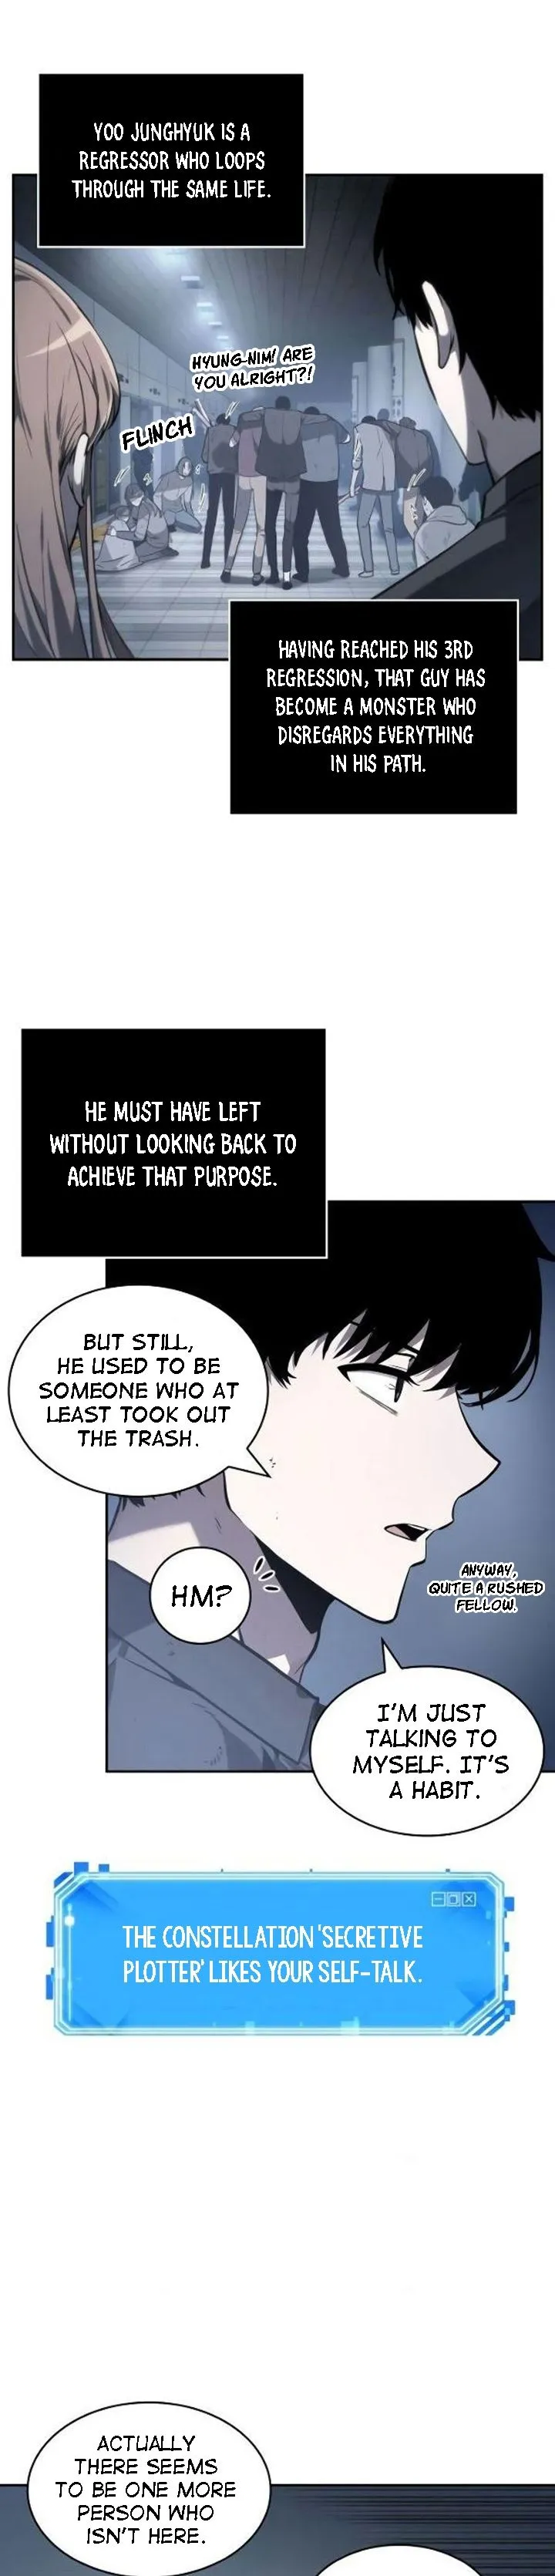 YOO JUNGHYUK IS A
REGRESSOR WHO LOOPS
THROUGH THE SAME LIFE.
HYUNG-NIM! ARE
YOU ALRIGHT?!
FLINCH
HAVING REACHED HIS 3RD
REGRESSION, THAT GUY HAS
BECOME A MONSTER WHO
DISREGARDS EVERYTHING
IN HIS PATH.
HE MUST HAVE LEFT
WITHOUT LOOKING BACK TO
ACHIEVE THAT PURPOSE.
BUT STILL,
HE USED TO BE
SOMEONE WHO AT
LEAST TOOK OUT
THE TRASH.
HM?
ANYWAY,
QUITE A RUSHED
FELLOW.
I'M JUST
TALKING TO
MYSELF. IT'S
A HABIT.
THE CONSTELLATION 'SECRETIVE
PLOTTER' LIKES YOUR SELF-TALK.
ACTUALLY
THERE SEEMS
TO BE ONE MORE
PERSON WHO
ISN'T HERE.